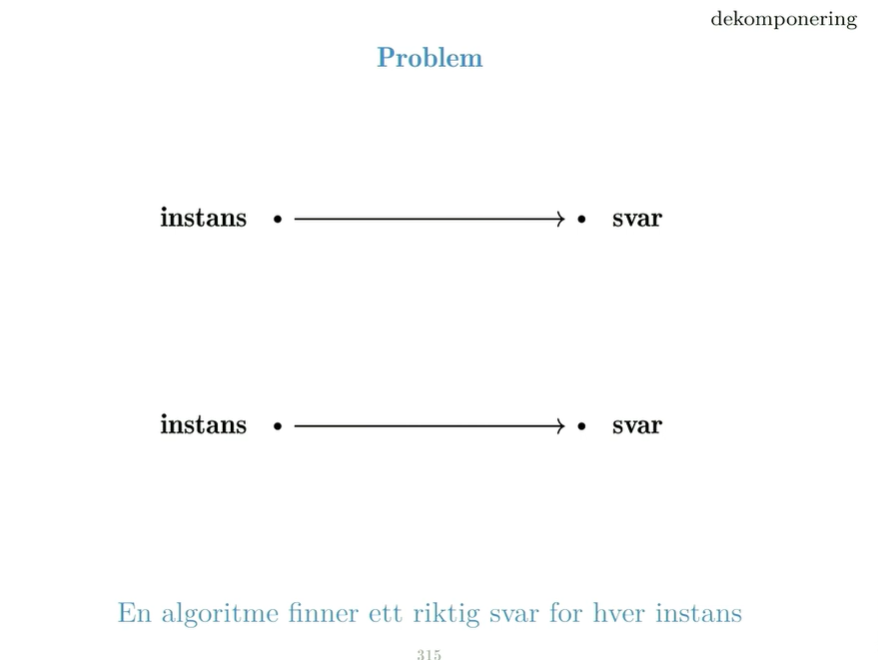 dekomponering
Problem
instans • • svar
instans • • svar
En algoritme finner ett riktig svar for hver instans
315